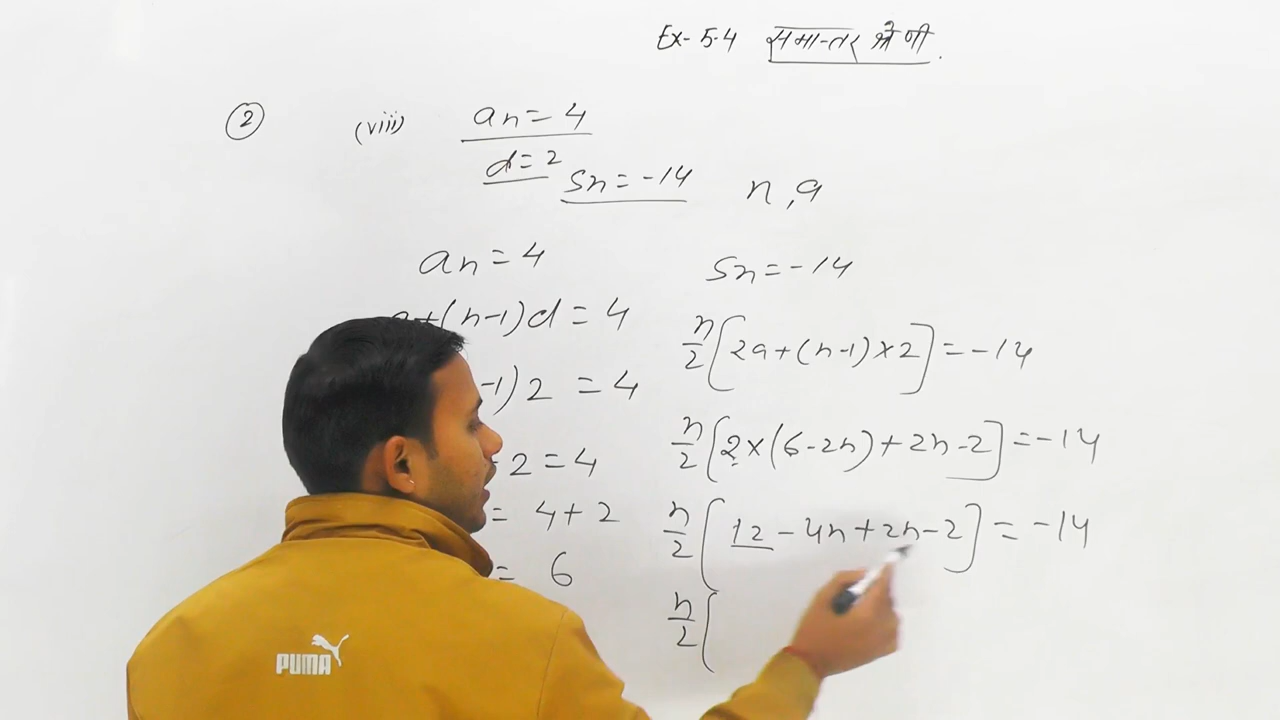 Ex- 5.4 समान्तर श्रेणी .
② (viii) an = 4
d = 2
Sn = -14 n , a
an = 4
+(n-1)d = 4
-1) 2 = 4
2 = 4
= 4 + 2
= 6
Sn = -14
n/2 [2a+(n-1)×2] = -14
n/2 [2×(6-2n)+2n-2] = -14
n/2 [12-4n+2n-2] = -14
n/2 [
PUMA